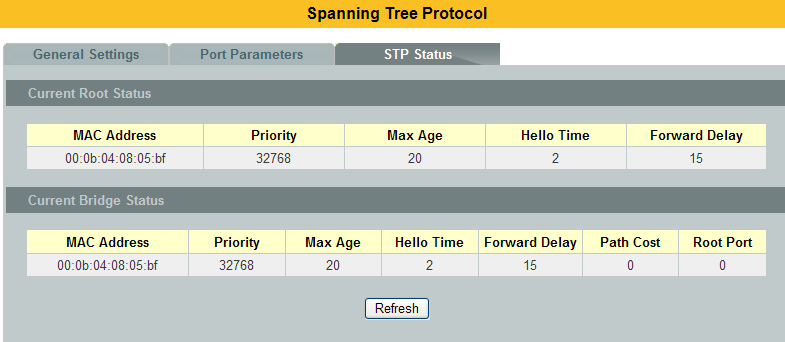 Spanning Tree Protocol
General Settings Port Parameters STP Status
Current Root Status
MAC Address Priority Max Age Hello Time Forward Delay
00:0b:04:08:05:bf 32768 20 2 15
Current Bridge Status
MAC Address Priority Max Age Hello Time Forward Delay Path Cost Root Port
00:0b:04:08:05:bf 32768 20 2 15 0 0
Refresh